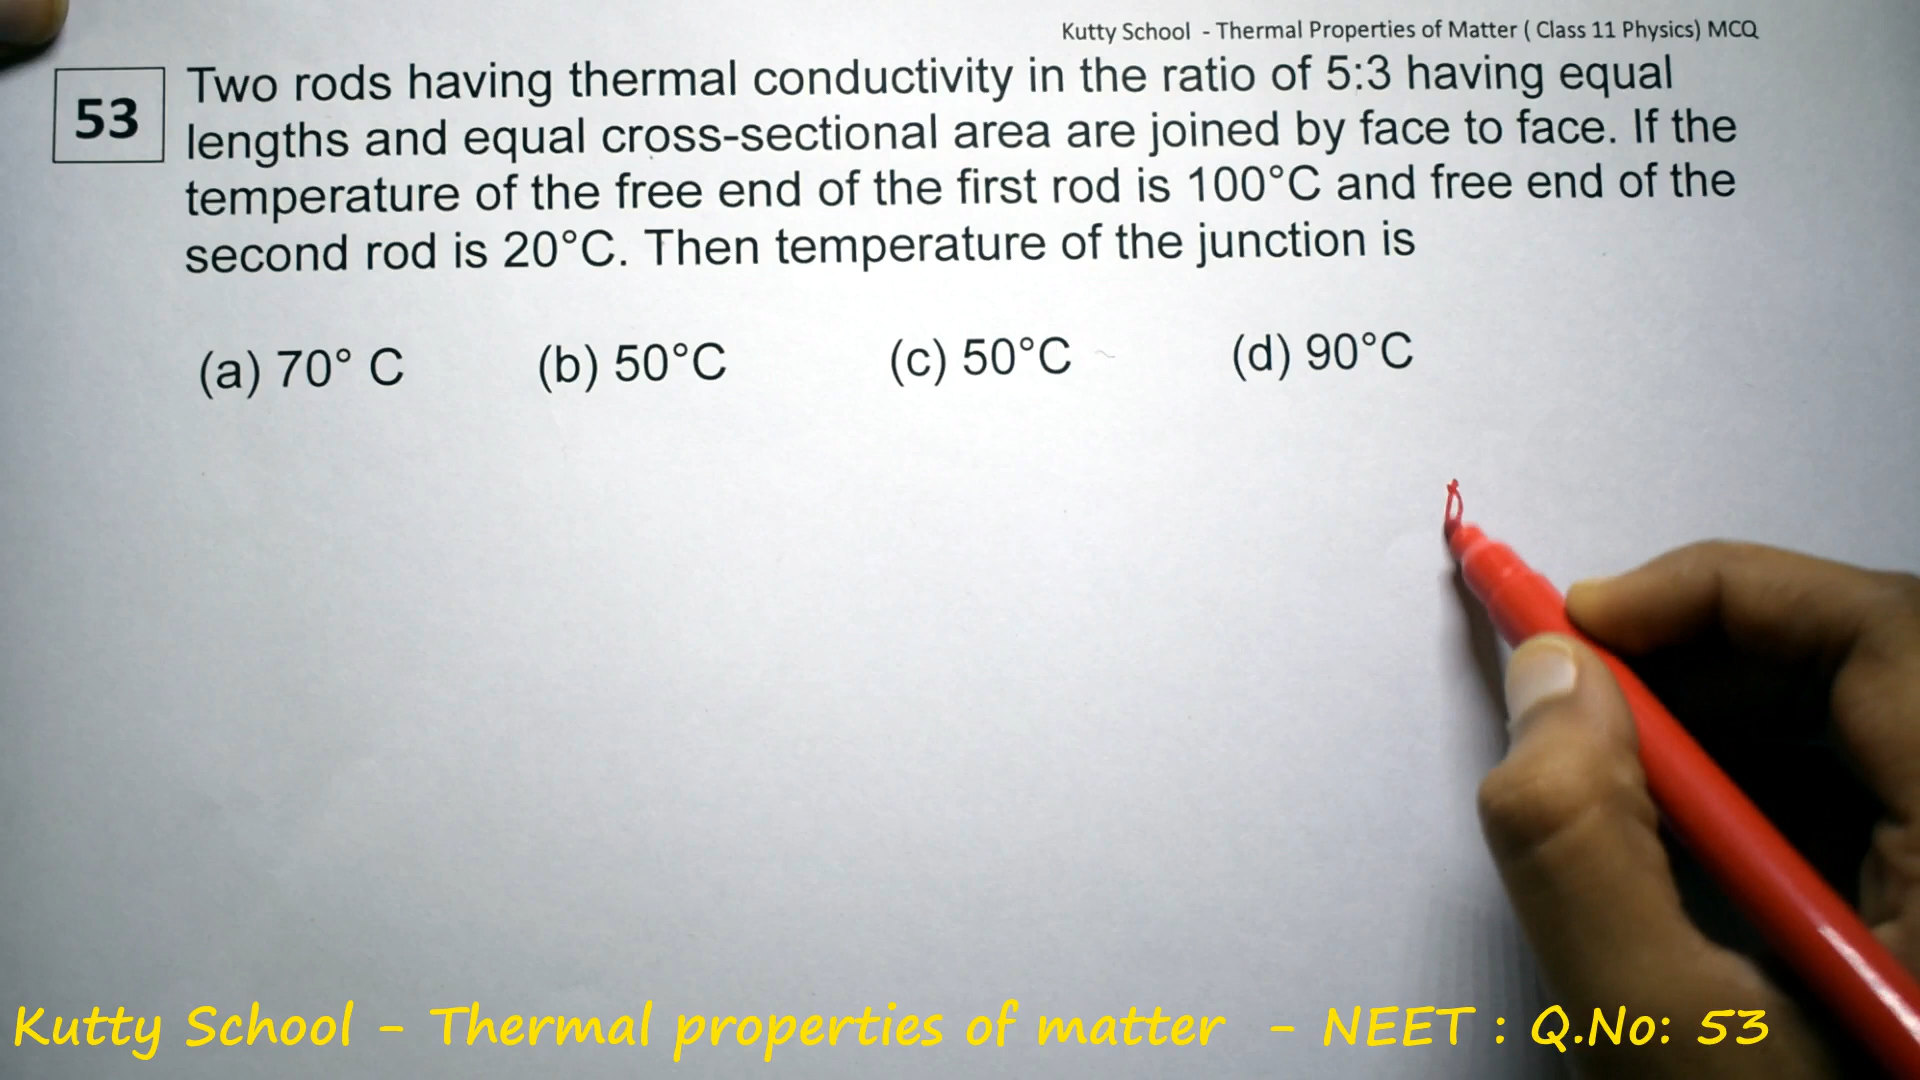 Kutty School - Thermal Properties of Matter ( Class 11 Physics) MCQ
53
Two rods having thermal conductivity in the ratio of 5:3 having equal
lengths and equal cross-sectional area are joined by face to face. If the
temperature of the free end of the first rod is 100°C and free end of the
second rod is 20°C. Then temperature of the junction is
(a) 70° C (b) 50°C (c) 50°C (d) 90°C
Kutty School - Thermal properties of matter - NEET : Q.No: 53